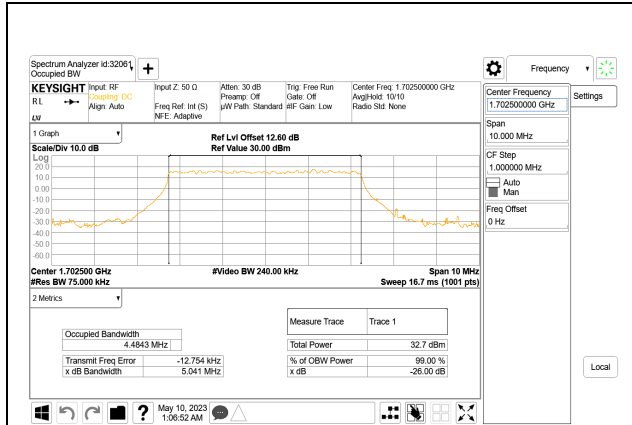 Spectrum Analyzer id:32061
Occupied BW
Frequency
KEYSIGHT Input: RF Input Z: 50 Ω Atten: 30 dB Trig: Free Run Center Freq: 1.702500000 GHz
RL Coupling: DC Preamp: Off Gate: Off Avg|Hold: 10/10
Align: Auto Freq Ref: Int (S) µW Path: Standard #IF Gain: Low Radio Std: None
LXI NFE: Adaptive
1 Graph
Ref Lvl Offset 12.60 dB
Scale/Div 10.0 dB Ref Value 30.00 dBm
Log
20.0
10.0
0.00
-10.0
-20.0
-30.0
-40.0
-50.0
-60.0
Center 1.702500 GHz #Video BW 240.00 kHz Span 10 MHz
#Res BW 75.000 kHz Sweep 16.7 ms (1001 pts)
2 Metrics
Measure Trace Trace 1
Occupied Bandwidth
4.4843 MHz
Total Power 32.7 dBm
Transmit Freq Error -12.754 kHz % of OBW Power 99.00 %
x dB Bandwidth 5.041 MHz x dB -26.00 dB
May 10, 2023
1:06:52 AM
Center Frequency
1.702500000 GHz
Settings
Span
10.000 MHz
CF Step
1.000000 MHz
Auto
Man
Freq Offset
0 Hz
Local